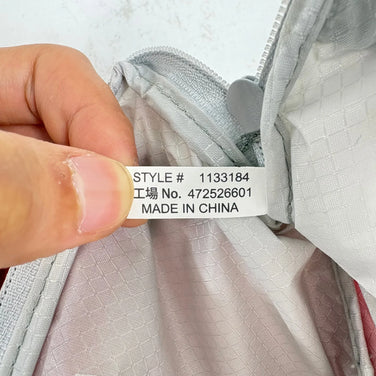 STYLE # 1133184
工場 No. 472526601
MADE IN CHINA